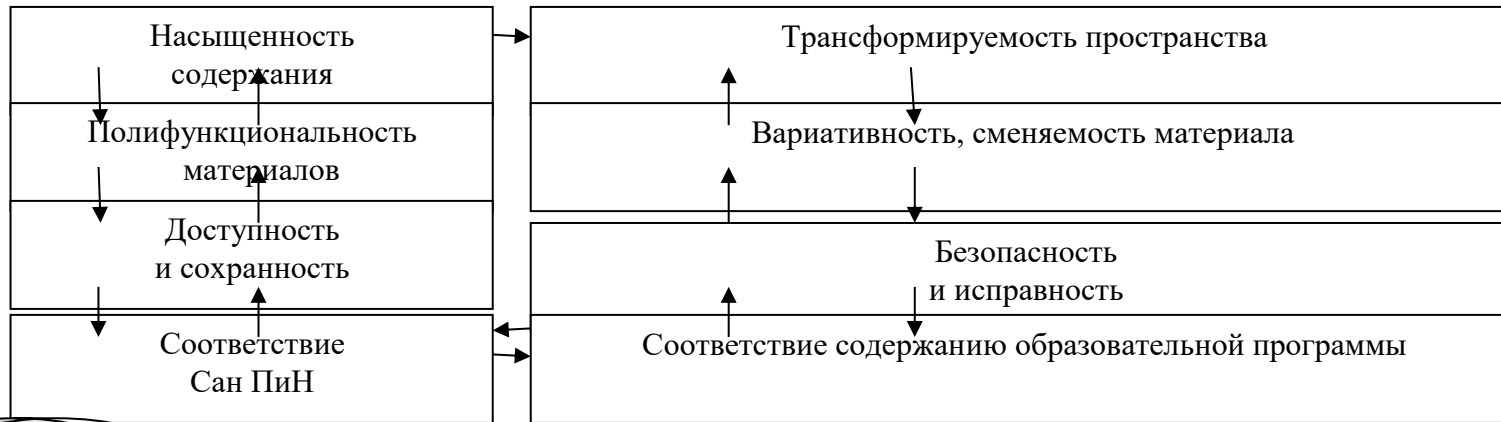 Насыщенность
содержания
Трансформируемость пространства
Полифункциональность
материалов
Вариативность, сменяемость материала
Доступность
и сохранность
Безопасность
и исправность
Соответствие
Сан ПиН
Соответствие содержанию образовательной программы